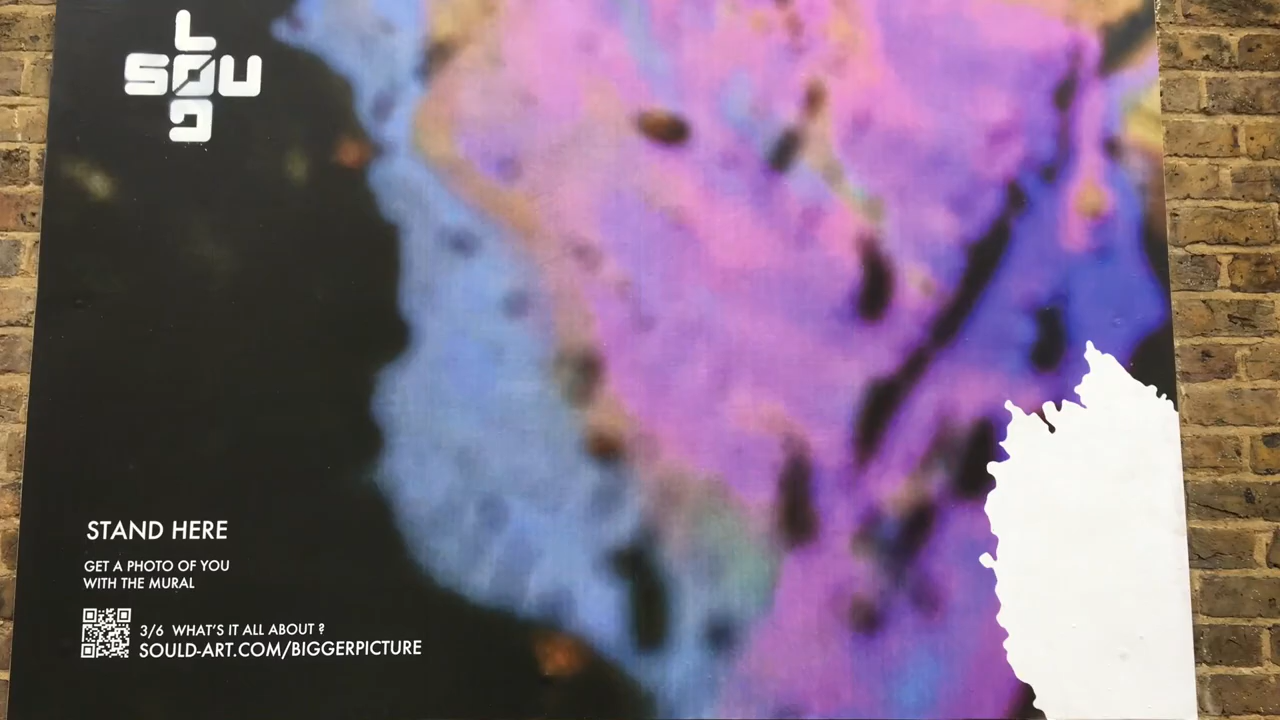 L
SOU
D
STAND HERE
GET A PHOTO OF YOU
WITH THE MURAL
3/6 WHAT'S IT ALL ABOUT ?
SOULD-ART.COM/BIGGERPICTURE